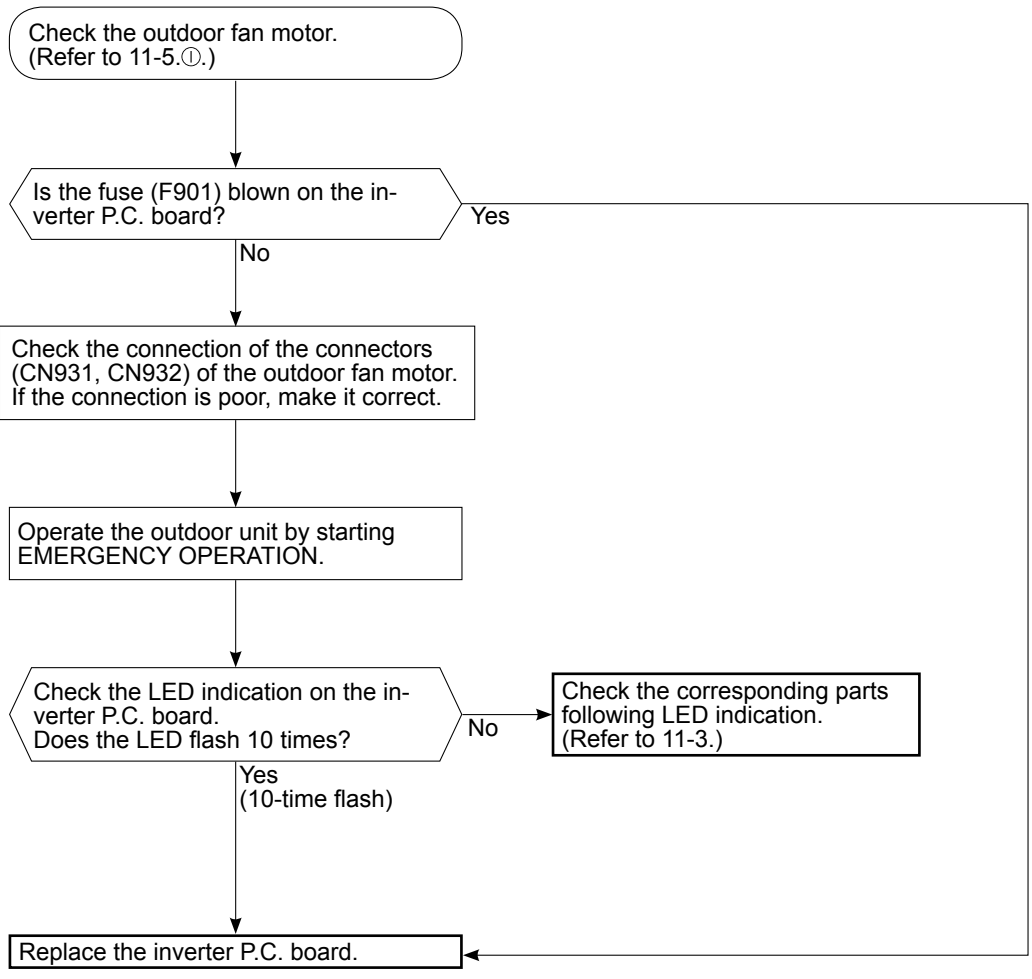 Check the outdoor fan motor.
(Refer to 11-5.Ⓘ.)
Is the fuse (F901) blown on the in-
verter P.C. board?
Yes
No
Check the connection of the connectors
(CN931, CN932) of the outdoor fan motor.
If the connection is poor, make it correct.
Operate the outdoor unit by starting
EMERGENCY OPERATION.
Check the LED indication on the in-
verter P.C. board.
Does the LED flash 10 times?
No
Check the corresponding parts
following LED indication.
(Refer to 11-3.)
Yes
(10-time flash)
Replace the inverter P.C. board.